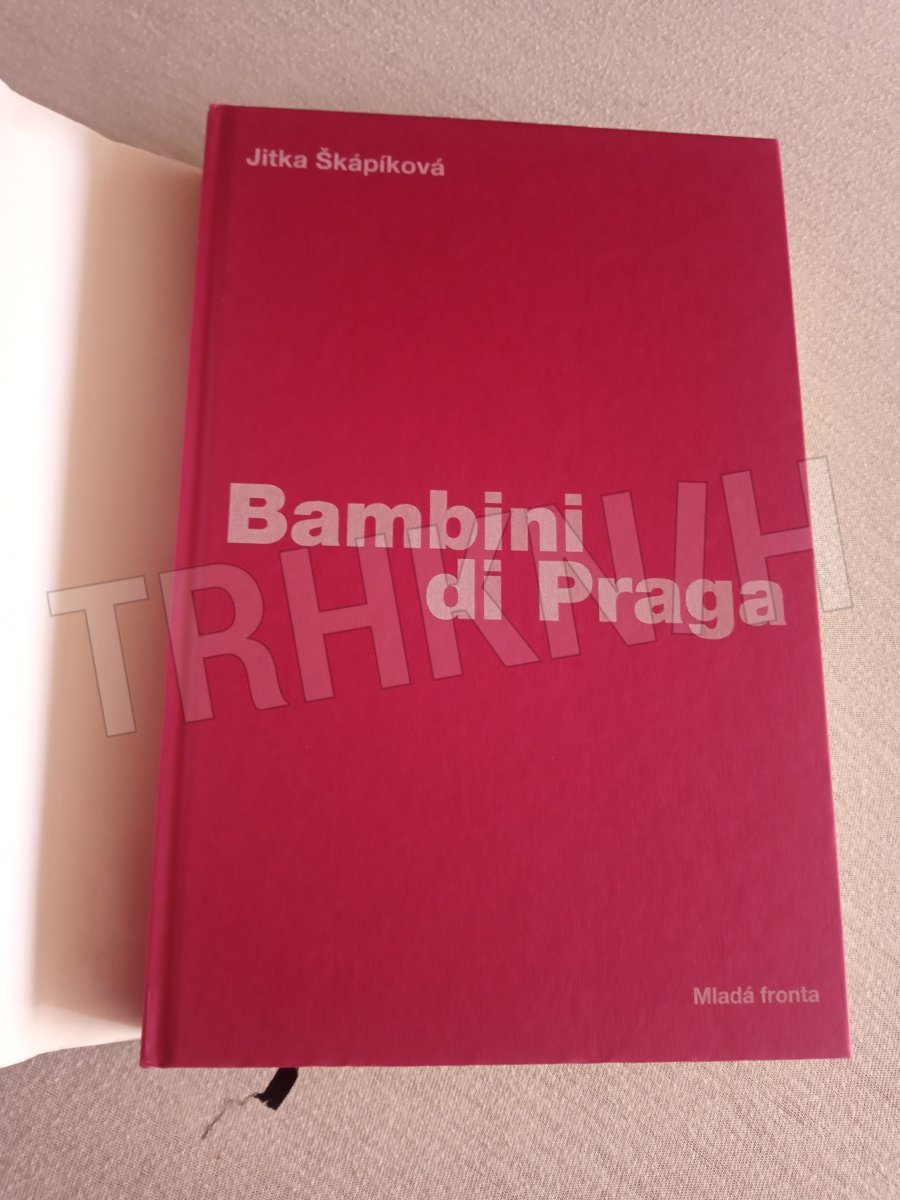 Jitka Škápíková
Bambini
di Praga
TRHKNIH
Mladá fronta